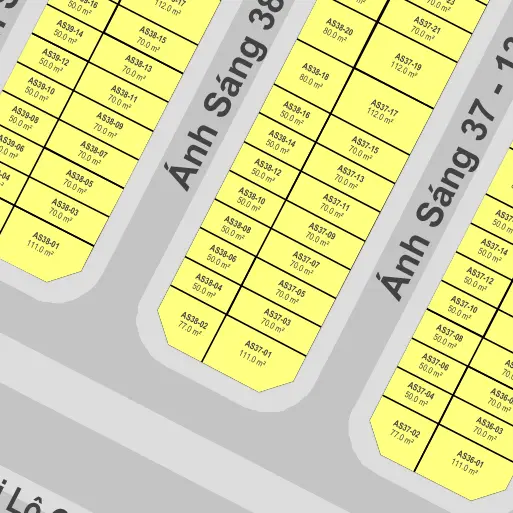 112.0 m²
50.0 m²
AS39-14
50.0 m²
AS39-12
50.0 m²
AS39-10
50.0 m²
AS39-08
50.0 m²
AS38-15
70.0 m²
AS38-13
70.0 m²
AS38-11
70.0 m²
AS38-09
70.0 m²
AS38-07
70.0 m²
AS38-05
70.0 m²
AS38-03
70.0 m²
AS38-01
111.0 m²
Ánh Sáng 38
AS38-20
80.0 m²
AS38-18
80.0 m²
AS38-16
50.0 m²
AS38-14
50.0 m²
AS38-12
50.0 m²
AS38-10
50.0 m²
AS38-08
50.0 m²
AS38-06
50.0 m²
AS38-04
50.0 m²
AS38-02
77.0 m²
AS37-21
70.0 m²
AS37-19
112.0 m²
AS37-17
112.0 m²
AS37-15
70.0 m²
AS37-13
70.0 m²
AS37-11
70.0 m²
AS37-09
70.0 m²
AS37-07
70.0 m²
AS37-05
70.0 m²
AS37-03
70.0 m²
AS37-01
111.0 m²
Ánh Sáng 37 - 13
AS37-14
50.0 m²
AS37-12
50.0 m²
AS37-10
50.0 m²
AS37-08
50.0 m²
AS37-06
50.0 m²
AS37-04
50.0 m²
AS37-02
77.0 m²
AS36-03
70.0 m²
AS36-01
111.0 m²
i Lộ